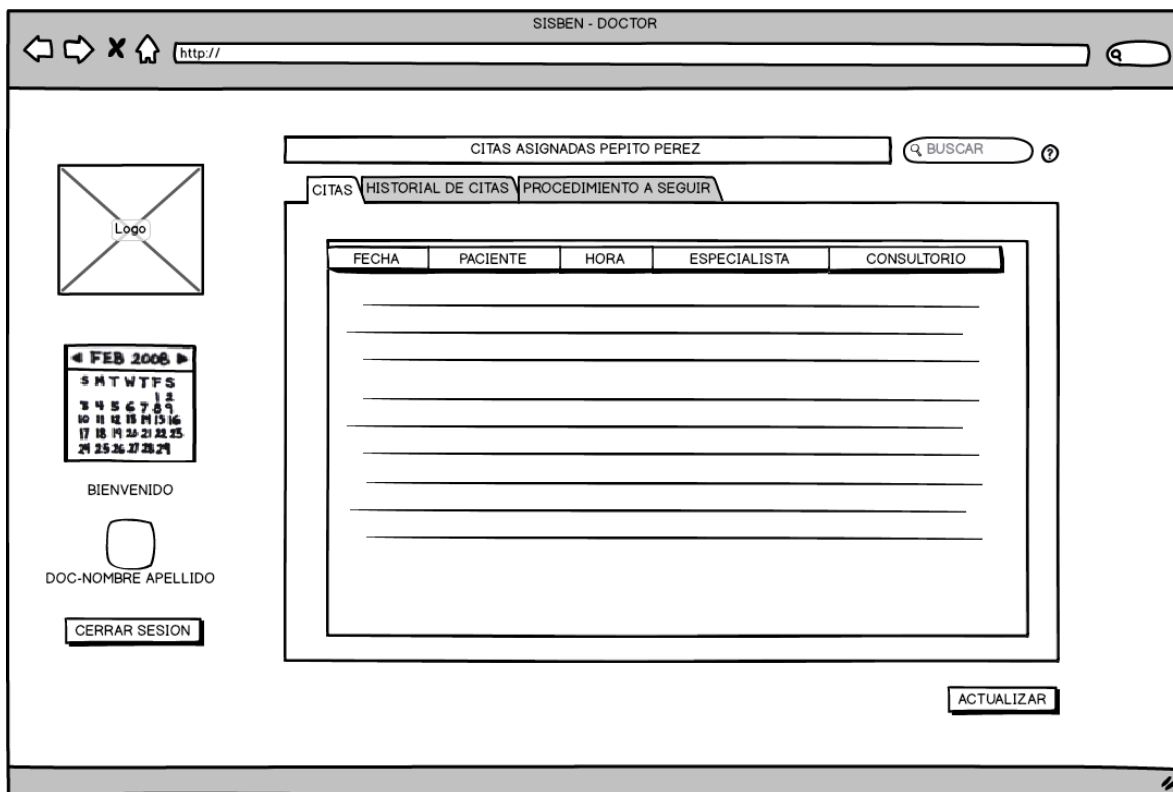 SISBEN - DOCTOR
http://
CITAS ASIGNADAS PEPITO PEREZ
BUSCAR
?
Logo
CITAS
HISTORIAL DE CITAS
PROCEDIMIENTO A SEGUIR
FECHA PACIENTE HORA ESPECIALISTA CONSULTORIO
FEB 2008
S M T W T F S
1 2
3 4 5 6 7 8 9
10 11 12 13 14 15 16
17 18 19 20 21 22 23
24 25 26 27 28 29
BIENVENIDO
DOC-NOMBRE APELLIDO
CERRAR SESION
ACTUALIZAR